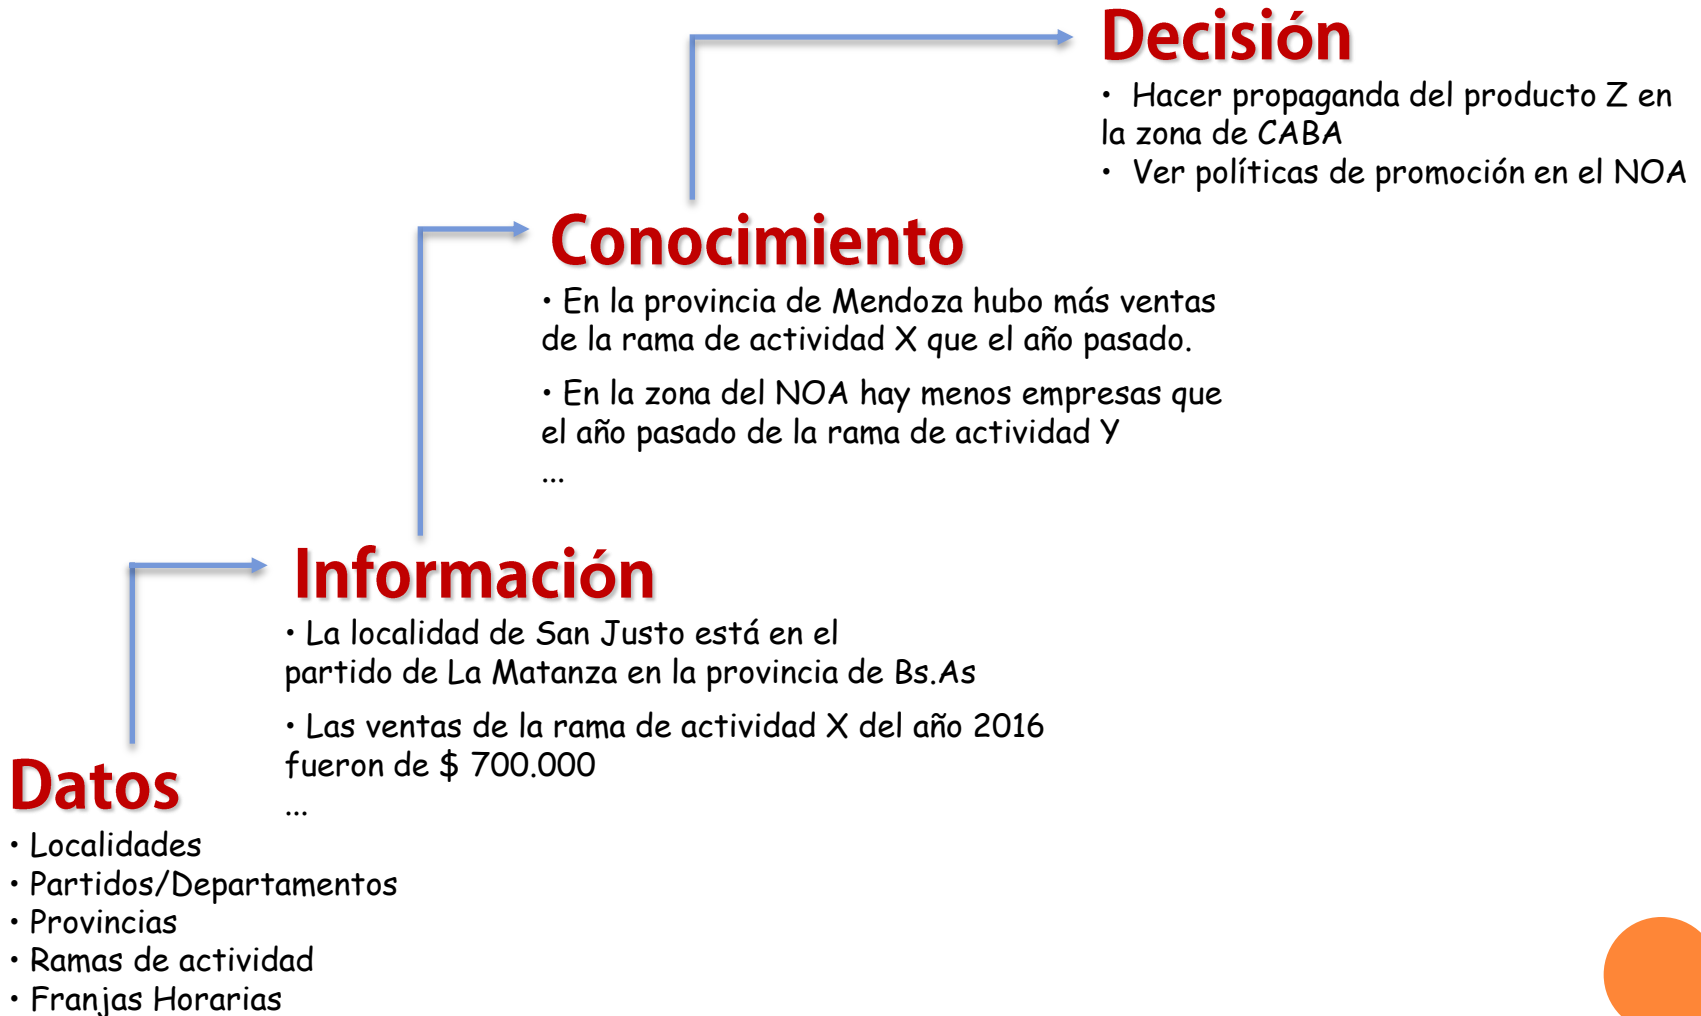 Decisión
• Hacer propaganda del producto Z en
la zona de CABA
• Ver políticas de promoción en el NOA
Conocimiento
• En la provincia de Mendoza hubo más ventas
de la rama de actividad X que el año pasado.
• En la zona del NOA hay menos empresas que
el año pasado de la rama de actividad Y
...
Información
• La localidad de San Justo está en el
partido de La Matanza en la provincia de Bs.As
• Las ventas de la rama de actividad X del año 2016
fueron de $ 700.000
...
Datos
• Localidades
• Partidos/Departamentos
• Provincias
• Ramas de actividad
• Franjas Horarias